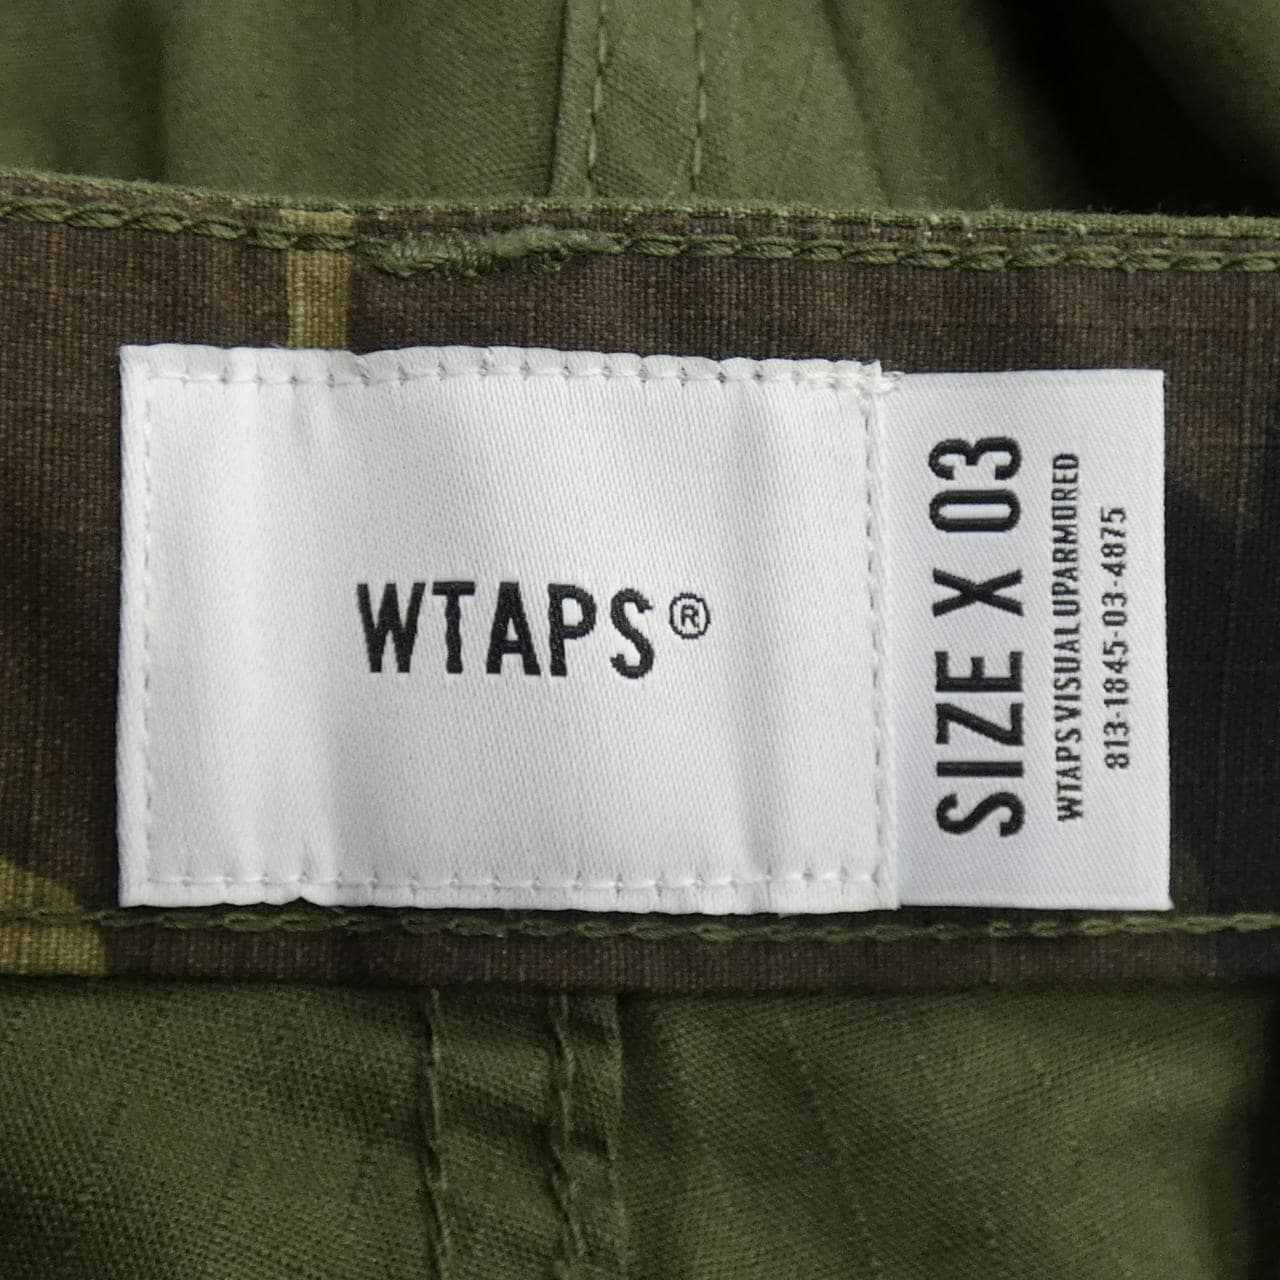 WTAPS®
SIZE X 03
WTAPS VISUAL UPARMORED
813-1845-03-4875